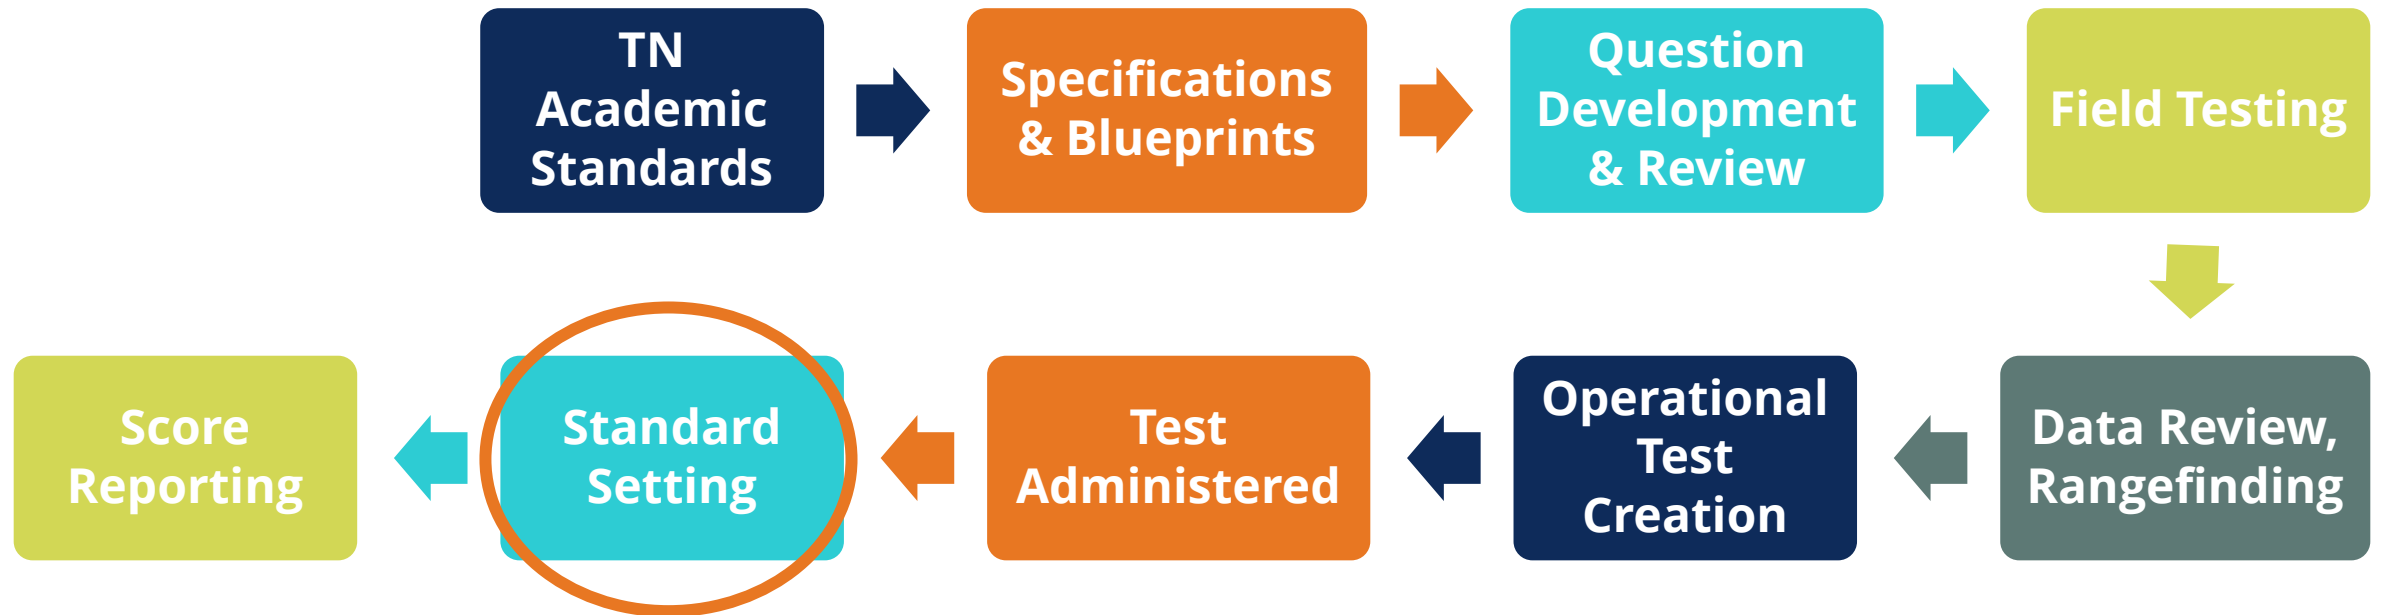 TN
Academic
Standards
Specifications
& Blueprints
Question
Development
& Review
Field Testing
Data Review,
Rangefinding
Operational
Test
Creation
Test
Administered
Standard
Setting
Score
Reporting